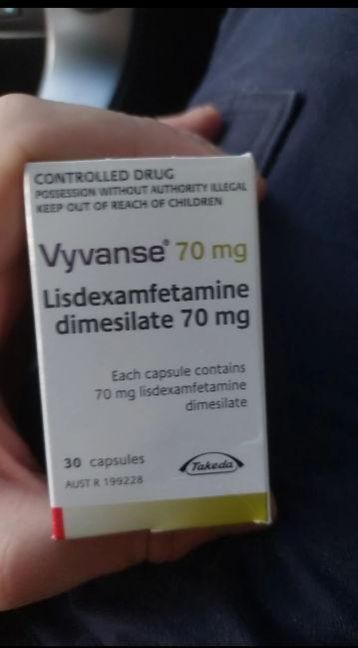 CONTROLLED DRUG
POSSESSION WITHOUT AUTHORITY ILLEGAL
KEEP OUT OF REACH OF CHILDREN
Vyvanse® 70 mg
Lisdexamfetamine
dimesilate 70 mg
Each capsule contains
70 mg lisdexamfetamine
dimesilate
30 capsules
Takeda
AUST R 199228